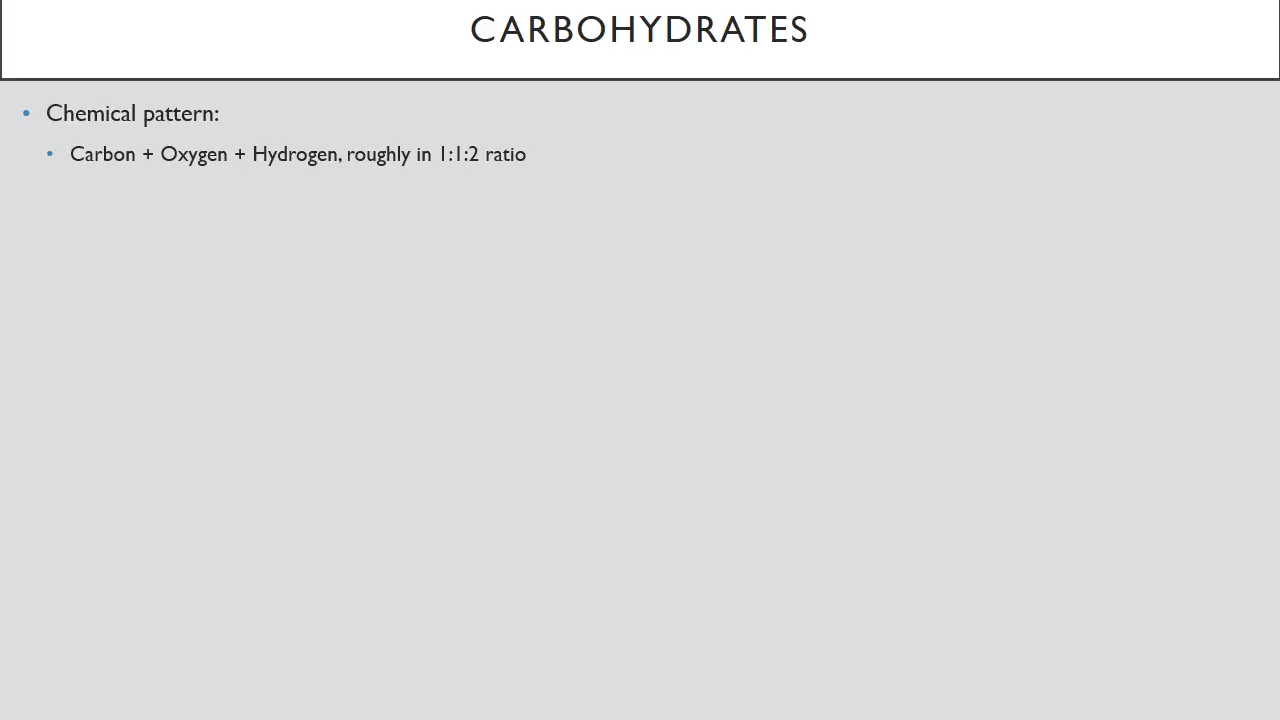 CARBOHYDRATES
• Chemical pattern:
• Carbon + Oxygen + Hydrogen, roughly in 1:1:2 ratio